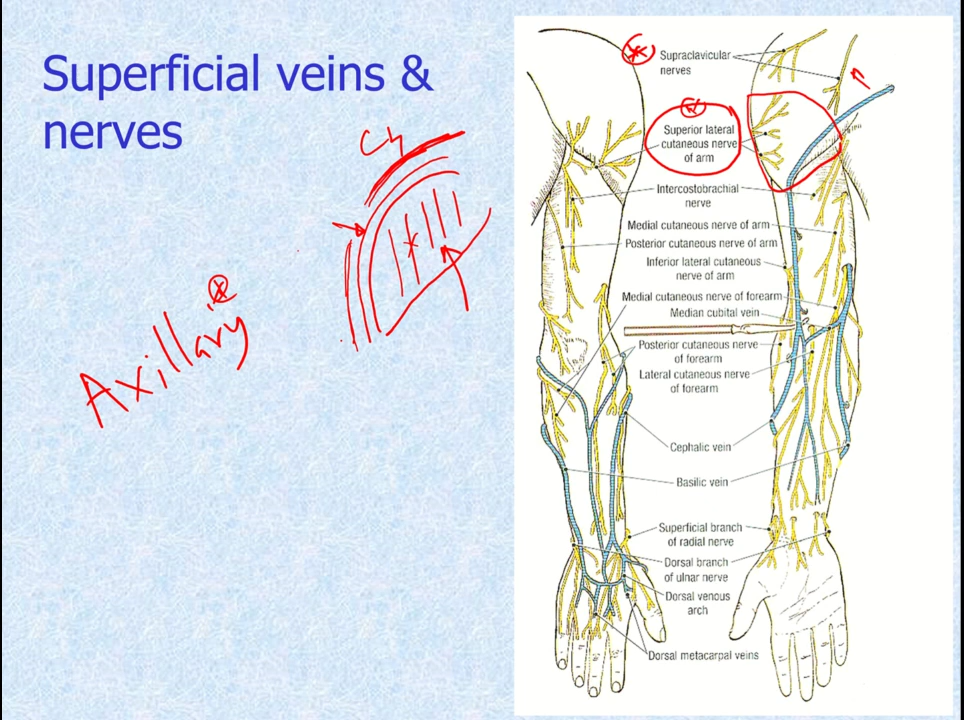 Superficial veins &
nerves
C4
Axillary
Supraclavicular
nerves
Superior lateral
cutaneous nerve
of arm
Intercostobrachial
nerve
Medial cutaneous nerve of arm
Posterior cutaneous nerve of arm
Inferior lateral cutaneous
nerve of arm
Medial cutaneous nerve of forearm
Median cubital vein
Posterior cutaneous nerve
of forearm
Lateral cutaneous nerve
of forearm
Cephalic vein
Basilic vein
Superficial branch
of radial nerve
Dorsal branch
of ulnar nerve
Dorsal venous
arch
Dorsal metacarpal veins